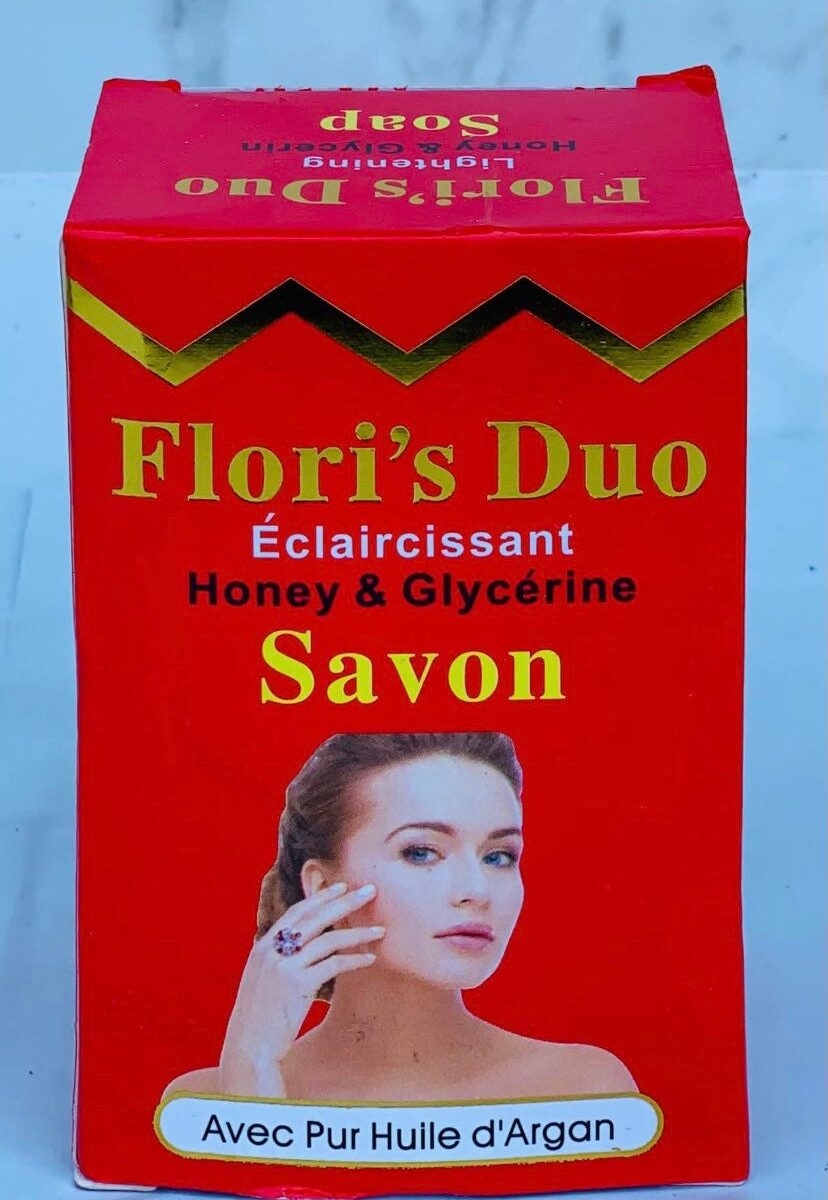 Soap
Honey & Glycerin
Lightening
Flori's Duo
Flori's Duo
Éclaircissant
Honey & Glycérine
Savon
Avec Pur Huile d'Argan